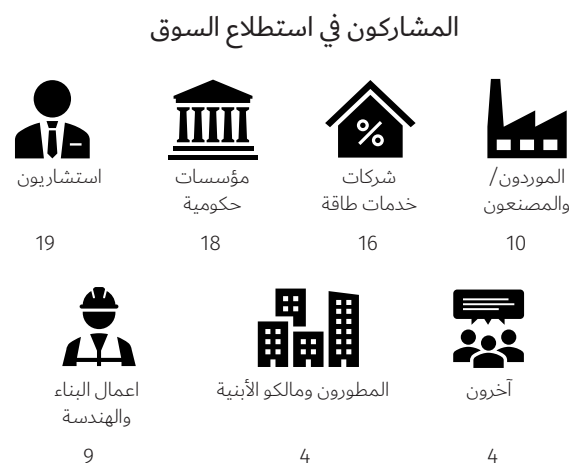 المشاركون في استطلاع السوق
%
الموردون/
والمصنعون
10
شركات
خدمات طاقة
16
مؤسسات
حكومية
18
استشاريون
19
آخرون
4
المطورون ومالكو الأبنية
4
اعمال البناء
والهندسة
9